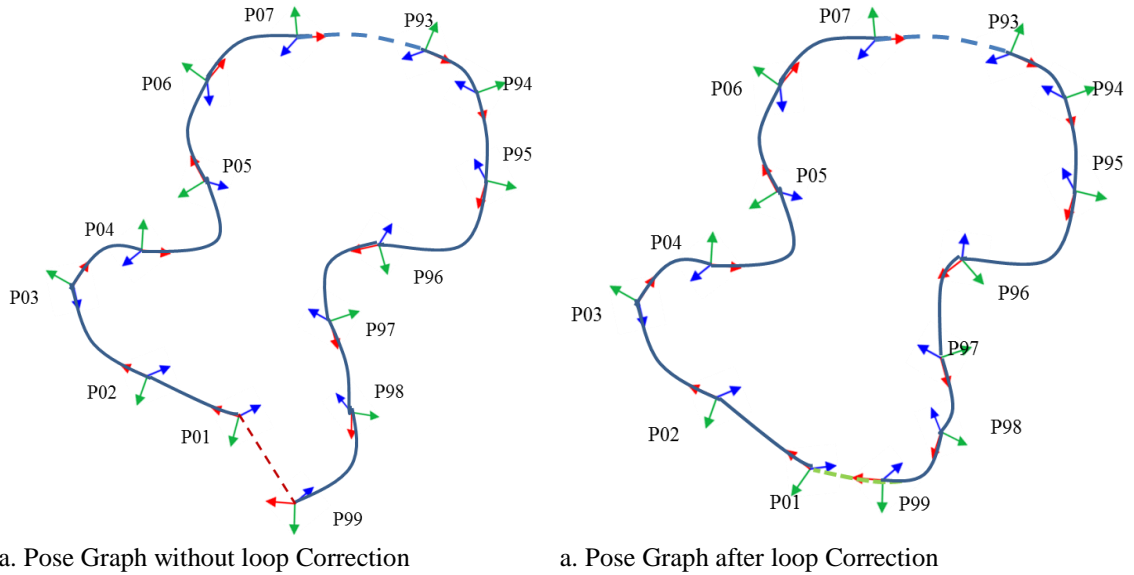 P07
P93
P06
P94
P05
P95
P04
P96
P03
P97
P02
P98
P01
P99
a. Pose Graph without loop Correction
P07
P93
P06
P94
P05
P95
P04
P96
P03
P97
P02
P98
P01
P99
a. Pose Graph after loop Correction